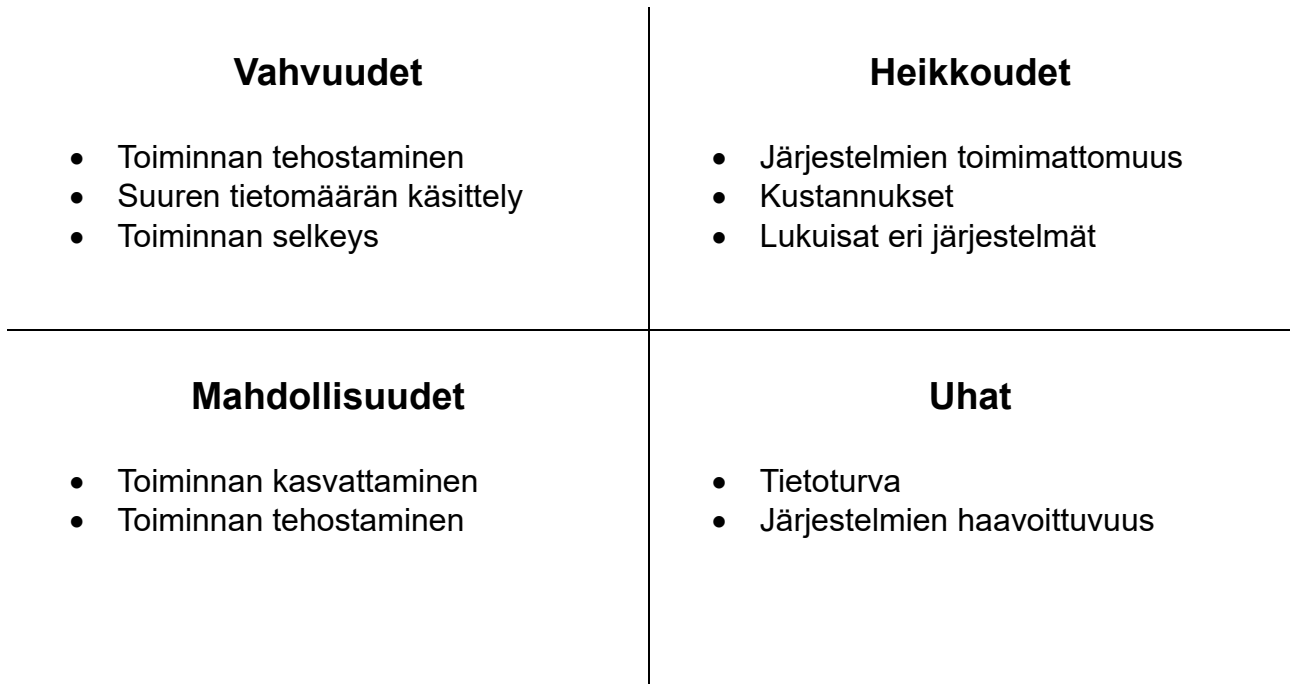 Vahvuudet
• Toiminnan tehostaminen
• Suuren tietomäärän käsittely
• Toiminnan selkeys
Heikkoudet
• Järjestelmien toimimattomuus
• Kustannukset
• Lukuisat eri järjestelmät
Mahdollisuudet
• Toiminnan kasvattaminen
• Toiminnan tehostaminen
Uhat
• Tietoturva
• Järjestelmien haavoittuvuus